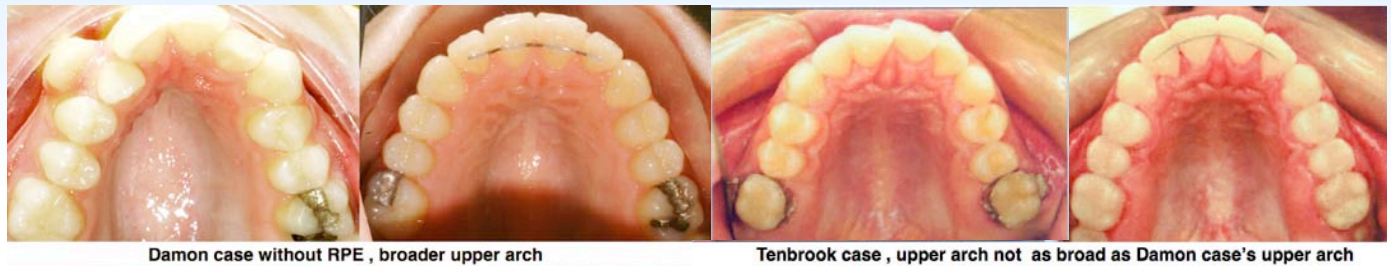 Damon case without RPE , broader upper arch
Tenbrook case , upper arch not as broad as Damon case's upper arch